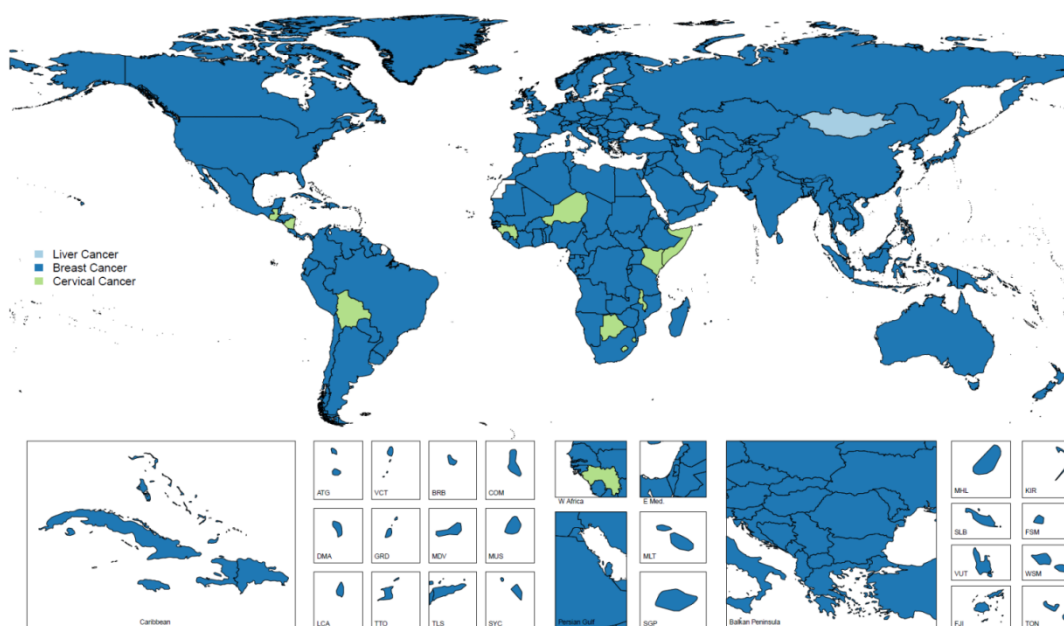 Liver Cancer
Breast Cancer
Cervical Cancer
ATG
VCT
BRB
COM
W Africa
E Med.
MHL
KIR
DMA
GRD
MDV
MUS
MLT
SLB
FSM
VUT
WSM
Caribbean
LCA
TTO
TLS
SYC
Persian Gulf
SGP
Balkan Peninsula
FJI
TON